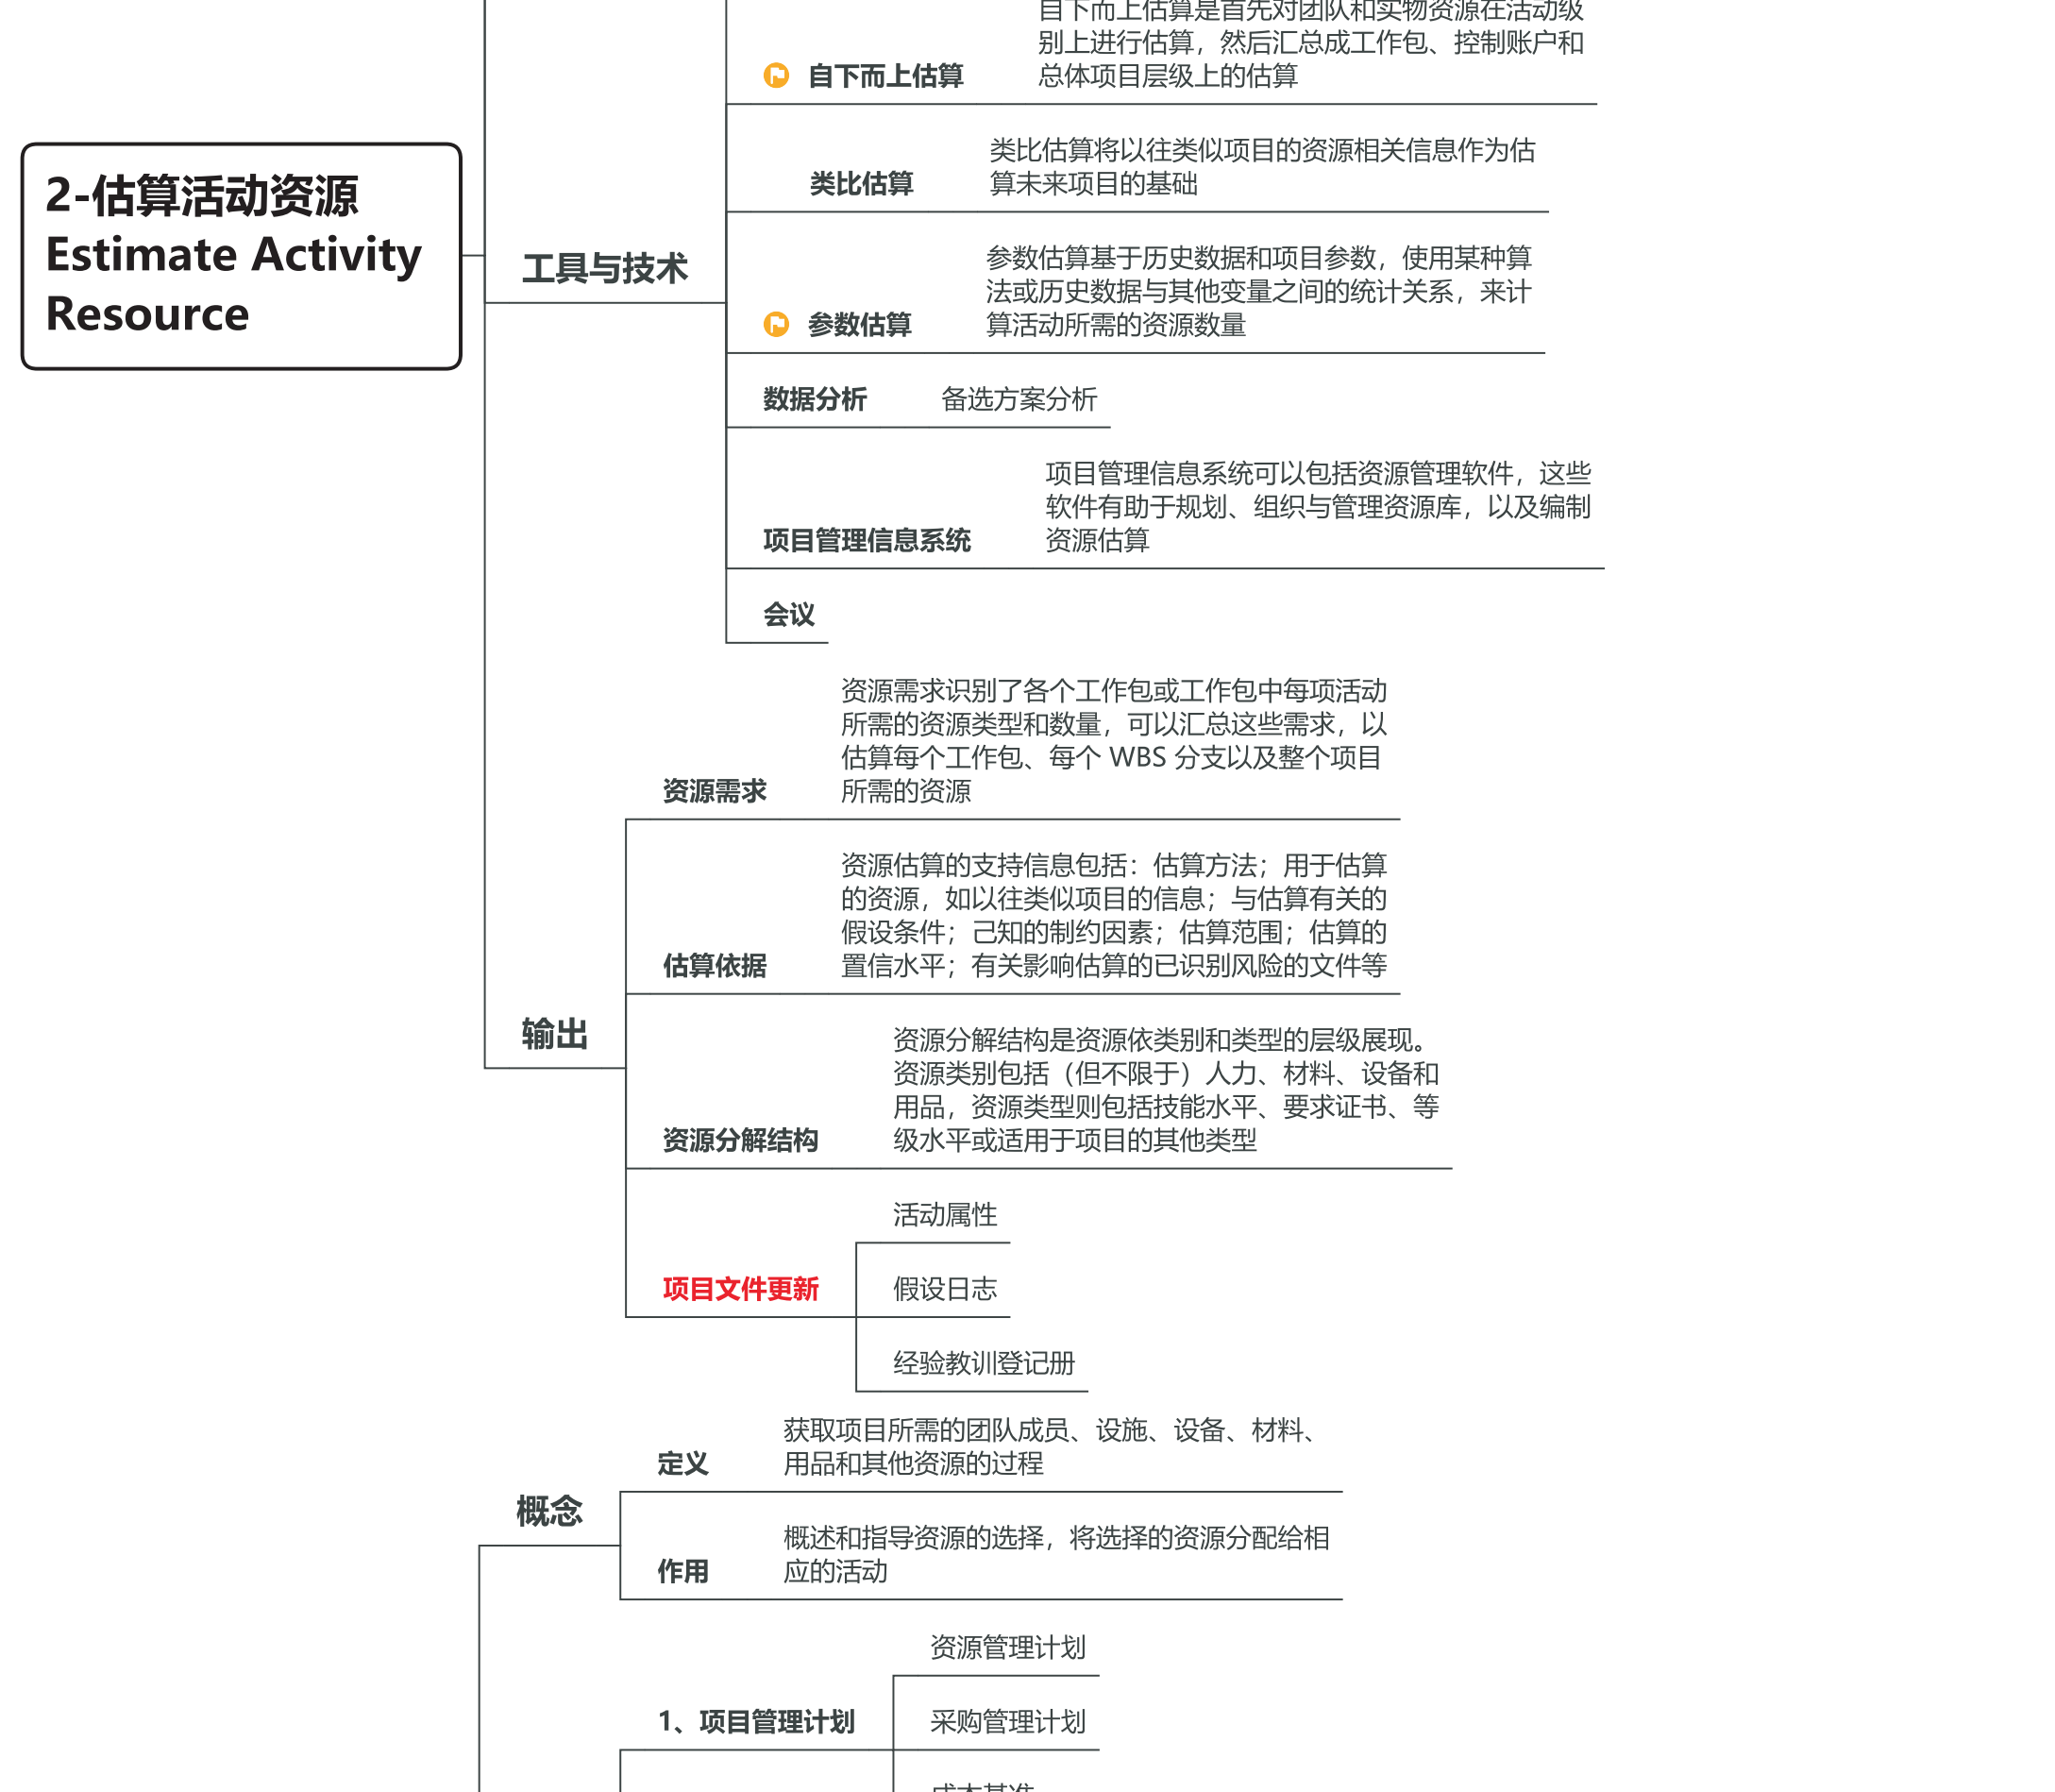 自下而上估算是首先对团队和实物资源在活动级
别上进行估算，然后汇总成工作包、控制账户和
总体项目层级上的估算
自下而上估算
类比估算将以往类似项目的资源相关信息作为估
算未来项目的基础
类比估算
2-估算活动资源
Estimate Activity
Resource
工具与技术
参数估算基于历史数据和项目参数，使用某种算
法或历史数据与其他变量之间的统计关系，来计
算活动所需的资源数量
参数估算
数据分析
备选方案分析
项目管理信息系统可以包括资源管理软件，这些
软件有助于规划、组织与管理资源库，以及编制
资源估算
项目管理信息系统
会议
资源需求识别了各个工作包或工作包中每项活动
所需的资源类型和数量，可以汇总这些需求，以
估算每个工作包、每个 WBS 分支以及整个项目
所需的资源
资源需求
资源估算的支持信息包括：估算方法；用于估算
的资源，如以往类似项目的信息；与估算有关的
假设条件；己知的制约因素；估算范围；估算的
置信水平；有关影响估算的已识别风险的文件等
估算依据
输出
资源分解结构是资源依类别和类型的层级展现。
资源类别包括（但不限于）人力、材料、设备和
用品，资源类型则包括技能水平、要求证书、等
级水平或适用于项目的其他类型
资源分解结构
活动属性
项目文件更新
假设日志
经验教训登记册
获取项目所需的团队成员、设施、设备、材料、
用品和其他资源的过程
定义
概念
概述和指导资源的选择，将选择的资源分配给相
应的活动
作用
资源管理计划
1、项目管理计划
采购管理计划
成本基准